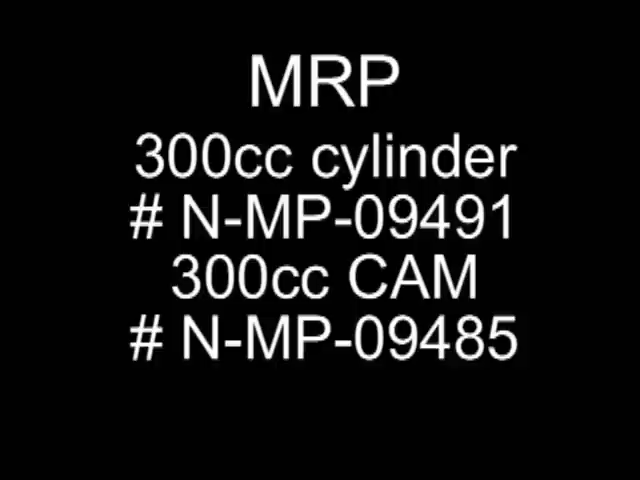 MRP
300cc cylinder
# N-MP-09491
300cc CAM
# N-MP-09485